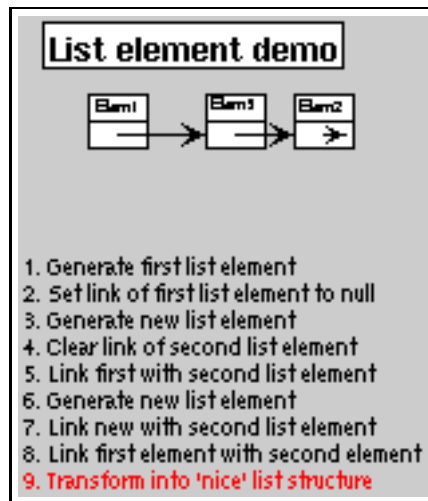 List element demo
Elem1 Elem3 Elem2
1. Generate first list element
2. Set link of first list element to null
3. Generate new list element
4. Clear link of second list element
5. Link first with second list element
6. Generate new list element
7. Link new with second list element
8. Link first element with second element
9. Transform into 'nice' list structure